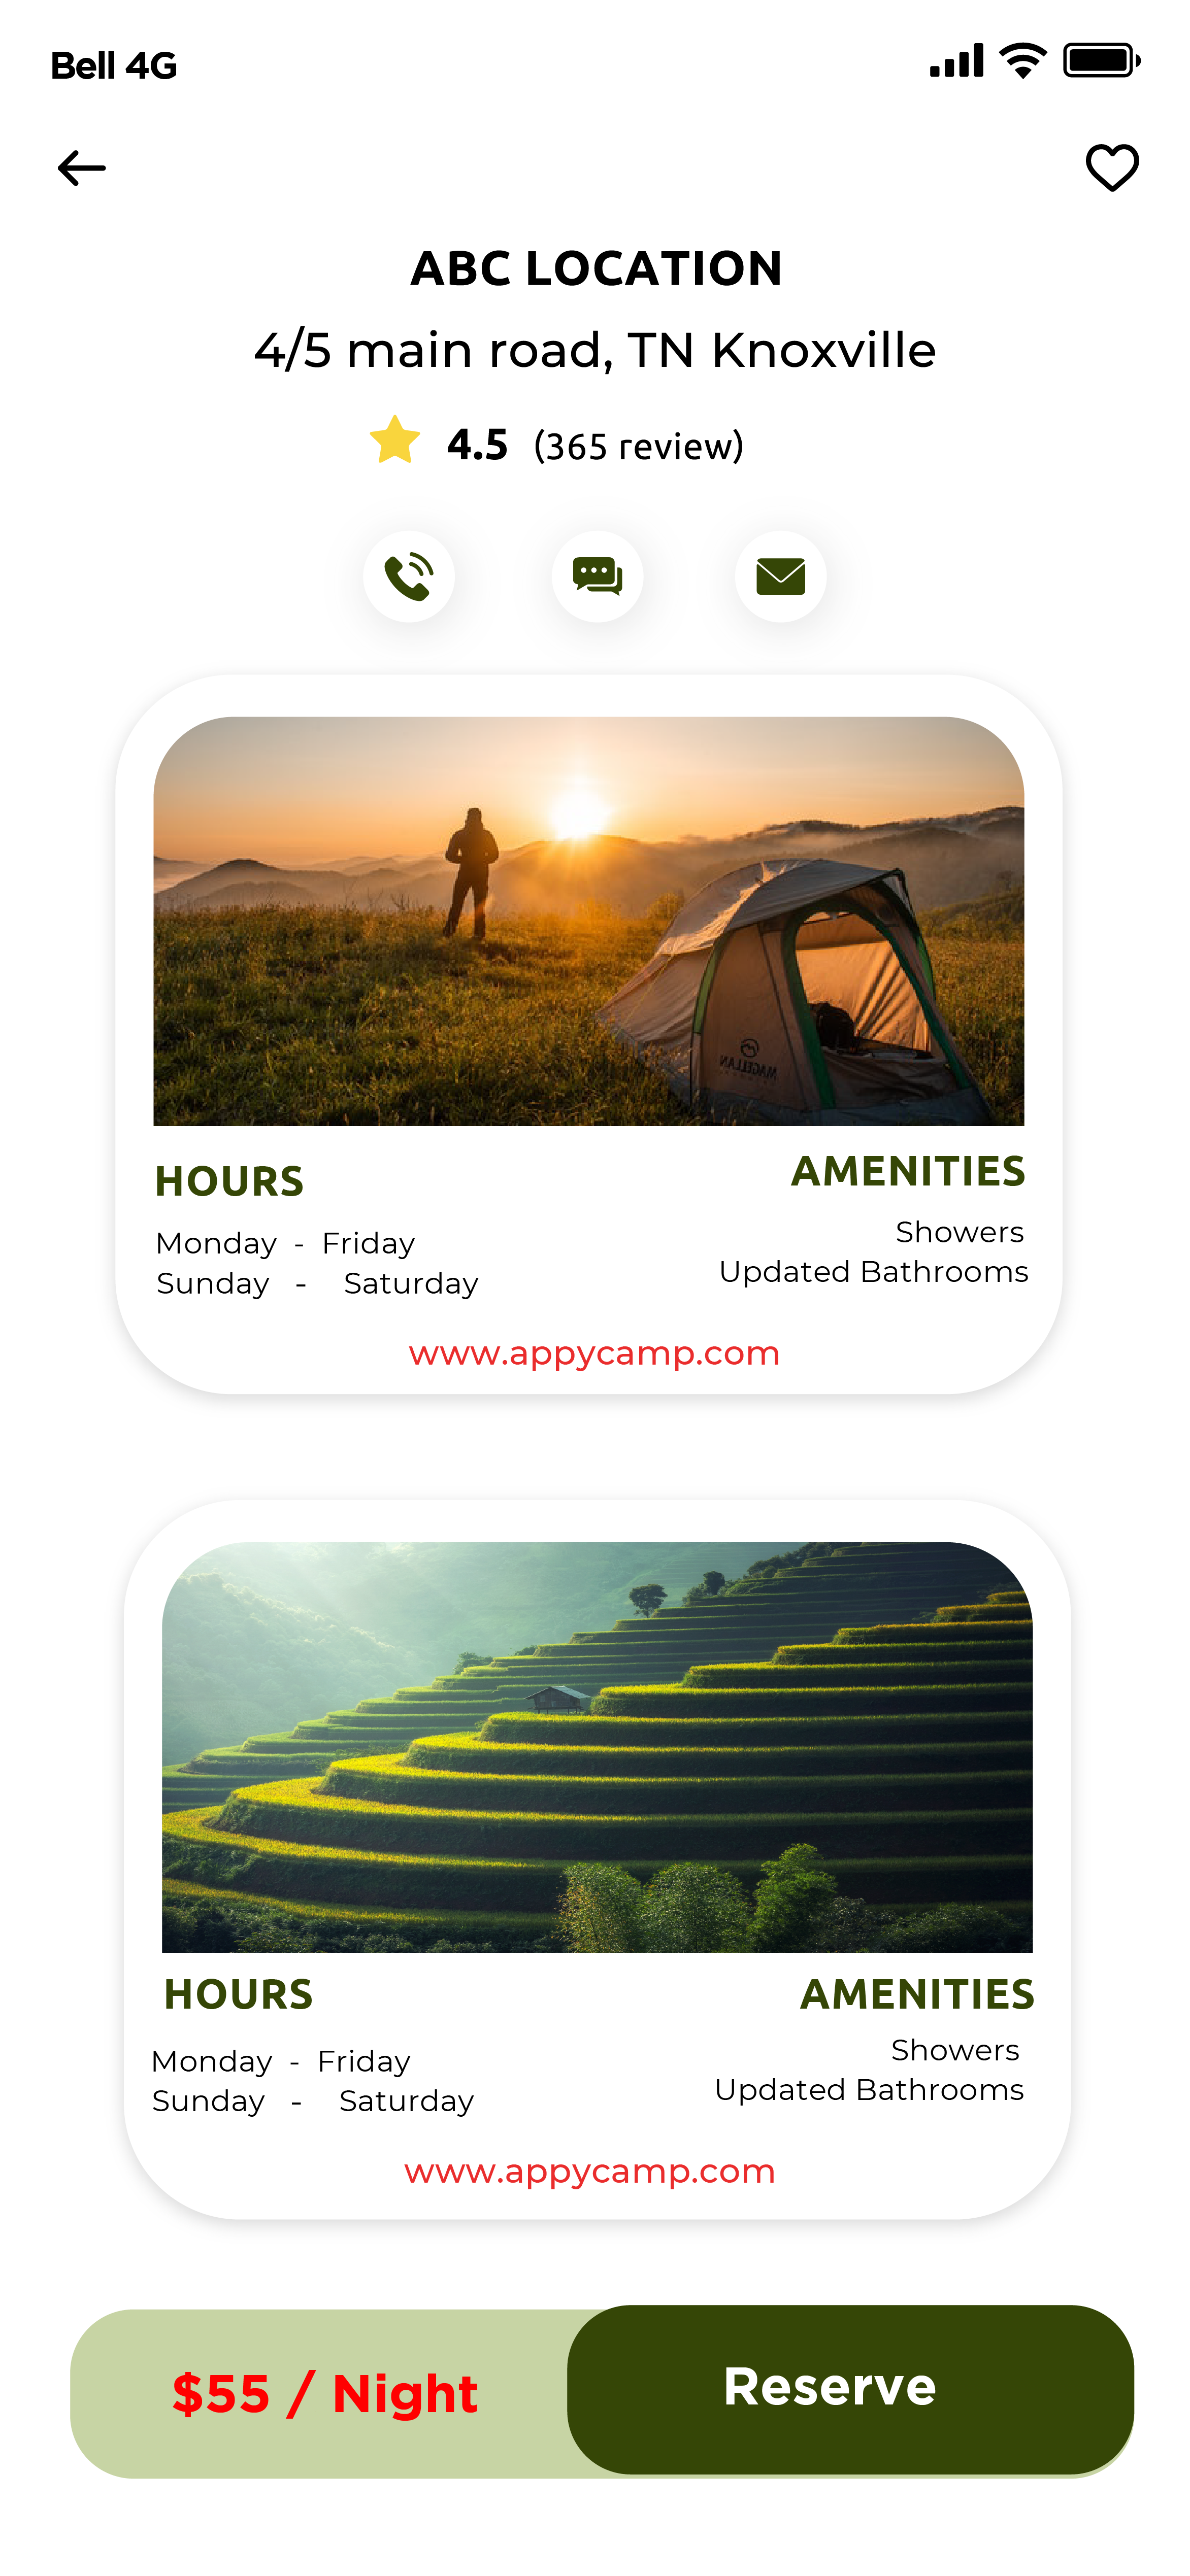 Bell 4G
ABC LOCATION
4/5 main road, TN Knoxville
4.5 (365 review)
MAGELLAN
HOURS
AMENITIES
Monday - Friday
Showers
Sunday - Saturday
Updated Bathrooms
www.appycamp.com
HOURS
AMENITIES
Monday - Friday
Showers
Sunday - Saturday
Updated Bathrooms
www.appycamp.com
$55 / Night
Reserve